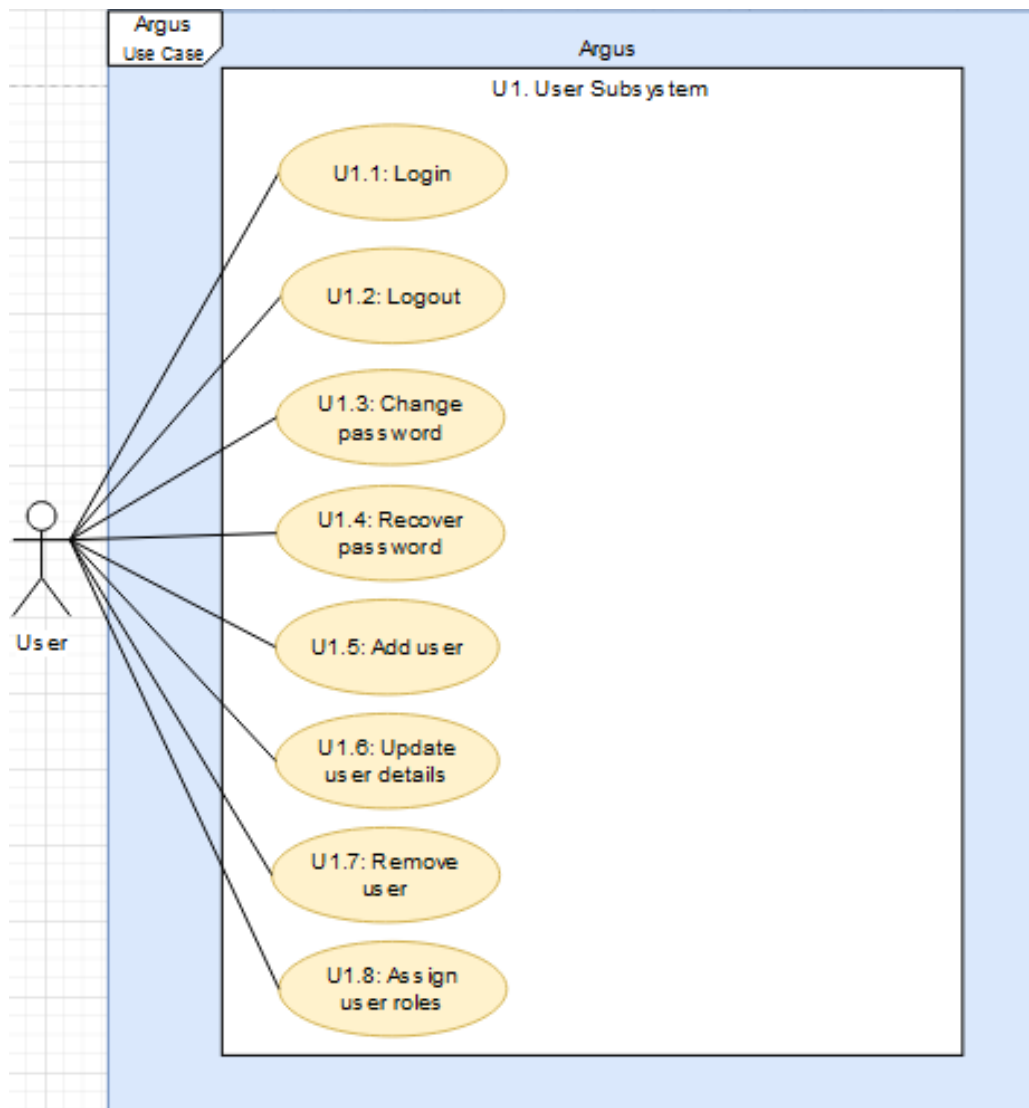 Argus
Use Case
Argus
U1. User Subsystem
U1.1: Login
U1.2: Logout
U1.3: Change
password
U1.4: Recover
password
U1.5: Add user
U1.6: Update
user details
U1.7: Remove
user
U1.8: Assign
user roles
User